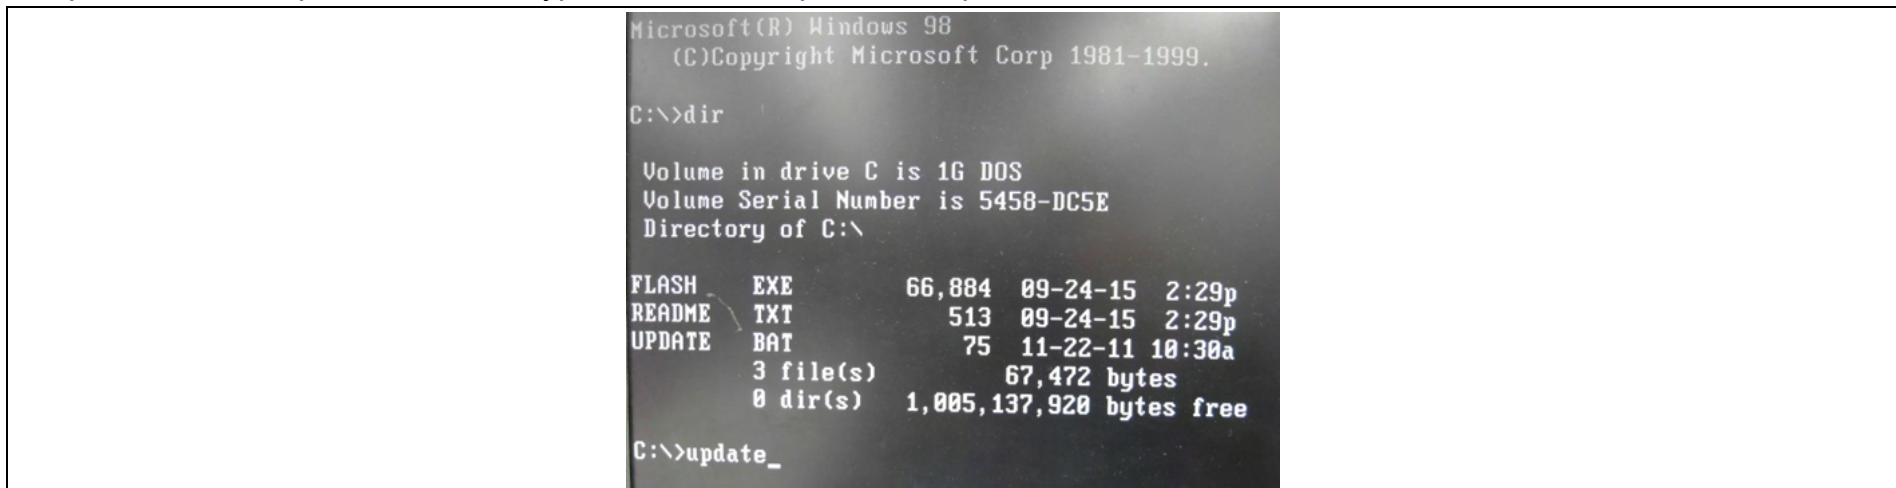 Microsoft(R) Windows 98
(C)Copyright Microsoft Corp 1981-1999.
C:\>dir
Volume in drive C is 1G DOS
Volume Serial Number is 5458-DC5E
Directory of C:\
FLASH EXE 66,884 09-24-15 2:29p
README TXT 513 09-24-15 2:29p
UPDATE BAT 75 11-22-11 10:30a
3 file(s) 67,472 bytes
0 dir(s) 1,005,137,920 bytes free
C:\>update_